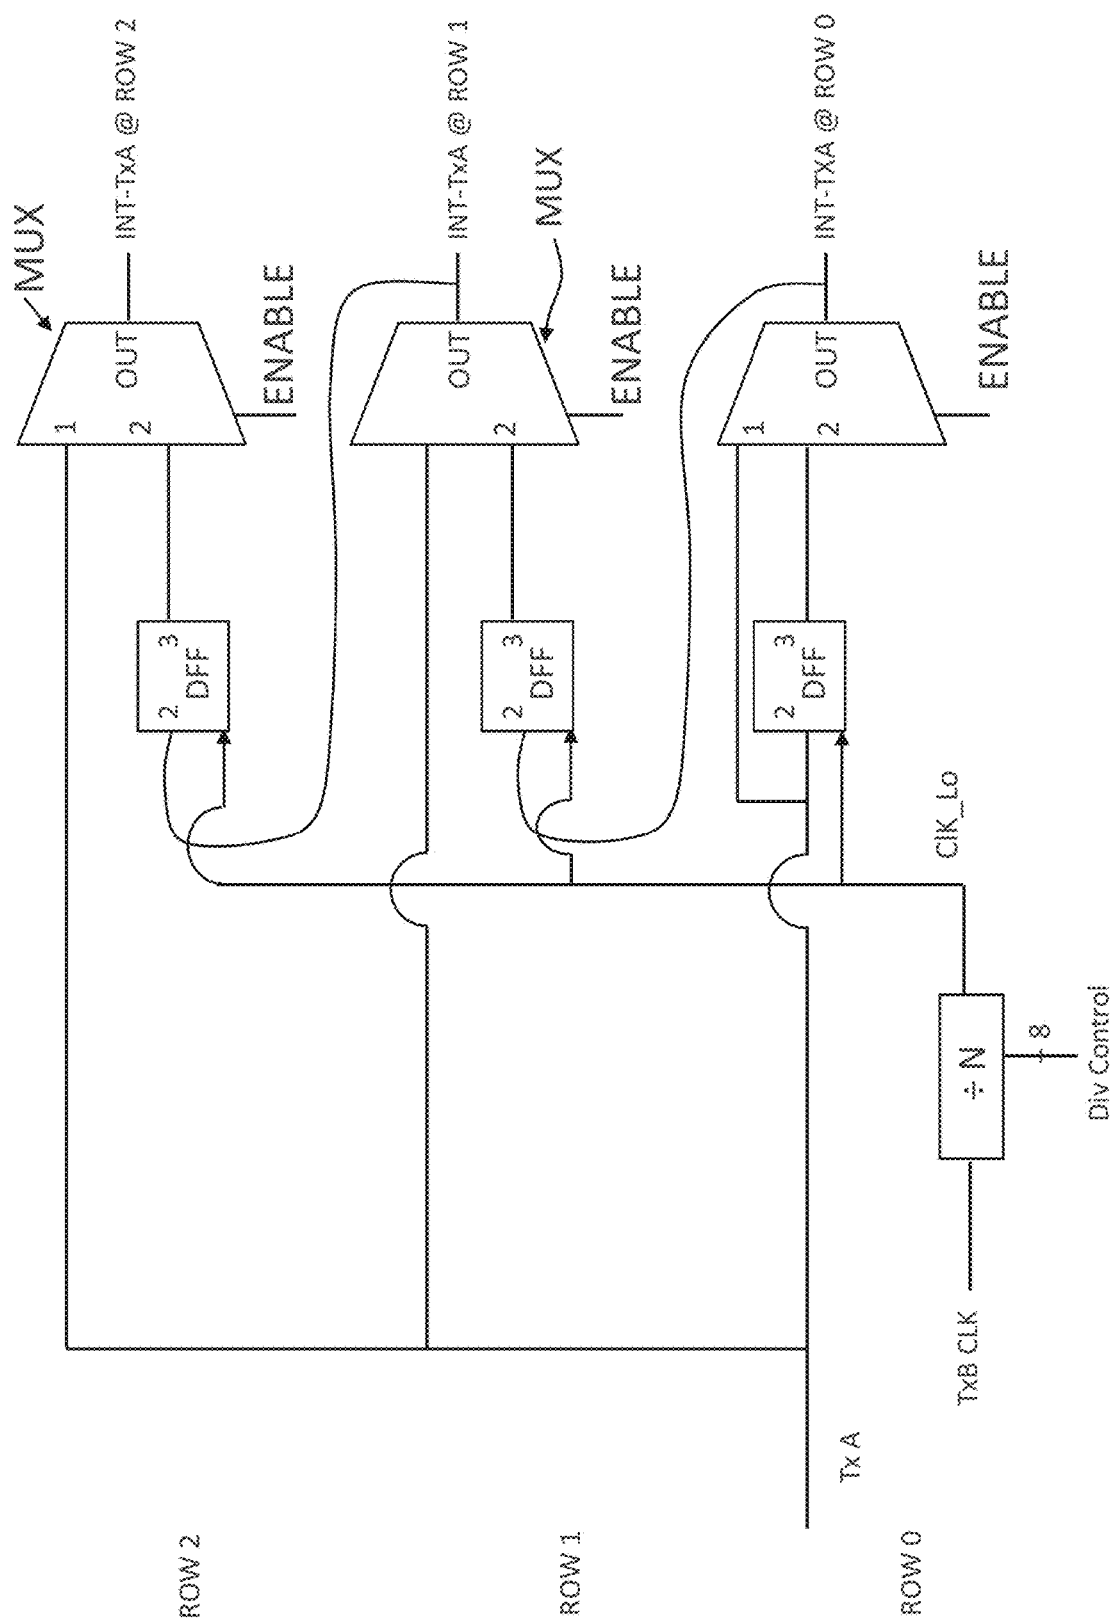 MUX
1
OUT
2
INT-TxA @ ROW 2
ENABLE
2
3
DFF
ROW 2
OUT
2
INT-TxA @ ROW 1
MUX
ENABLE
2
3
DFF
ROW 1
1
OUT
2
INT-TXA @ ROW 0
ENABLE
2
3
DFF
Tx A
ROW 0
ClK_Lo
TxB CLK
÷ N
8
Div Control